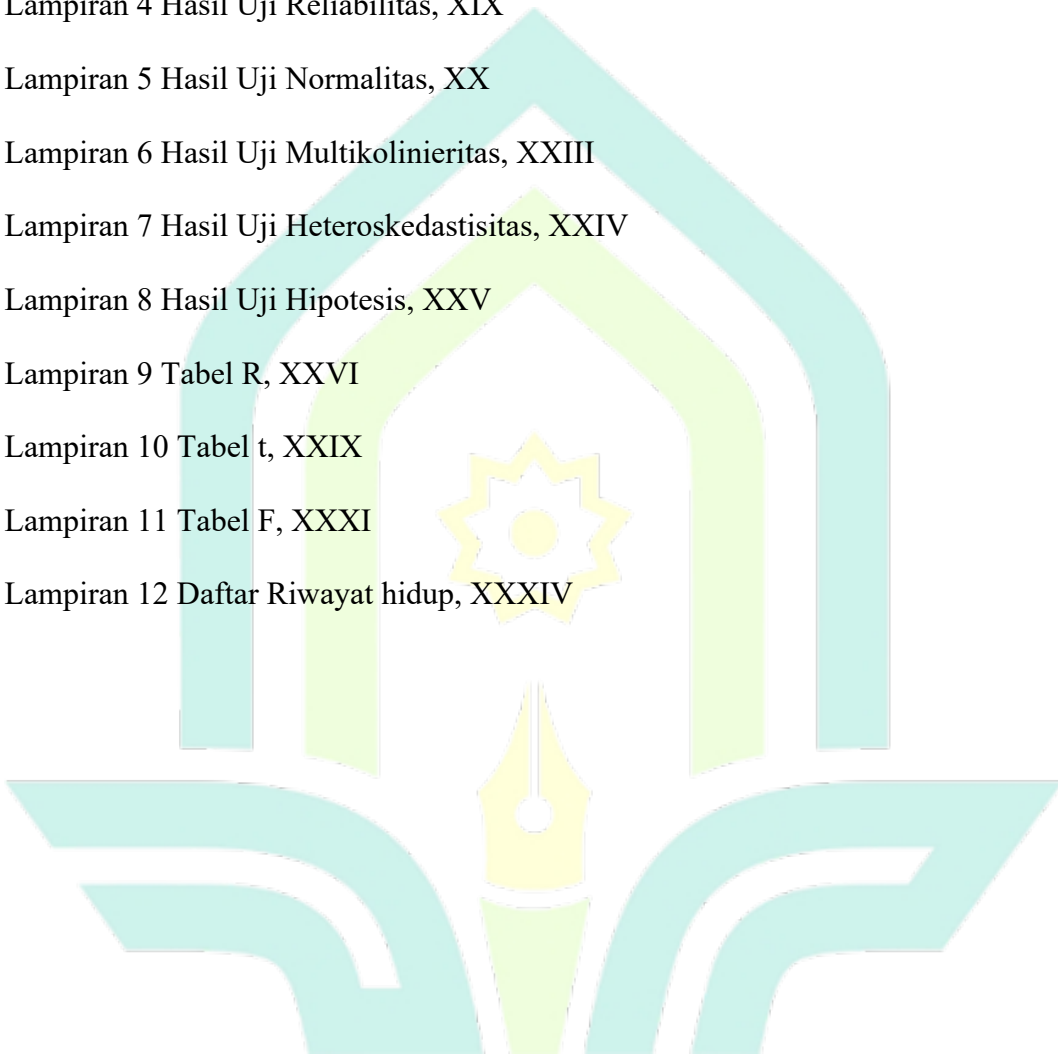 Lampiran 4 Hasil Uji Reliabilitas, XIX
Lampiran 5 Hasil Uji Normalitas, XX
Lampiran 6 Hasil Uji Multikolinieritas, XXIII
Lampiran 7 Hasil Uji Heteroskedastisitas, XXIV
Lampiran 8 Hasil Uji Hipotesis, XXV
Lampiran 9 Tabel R, XXVI
Lampiran 10 Tabel t, XXIX
Lampiran 11 Tabel F, XXXI
Lampiran 12 Daftar Riwayat hidup, XXXIV